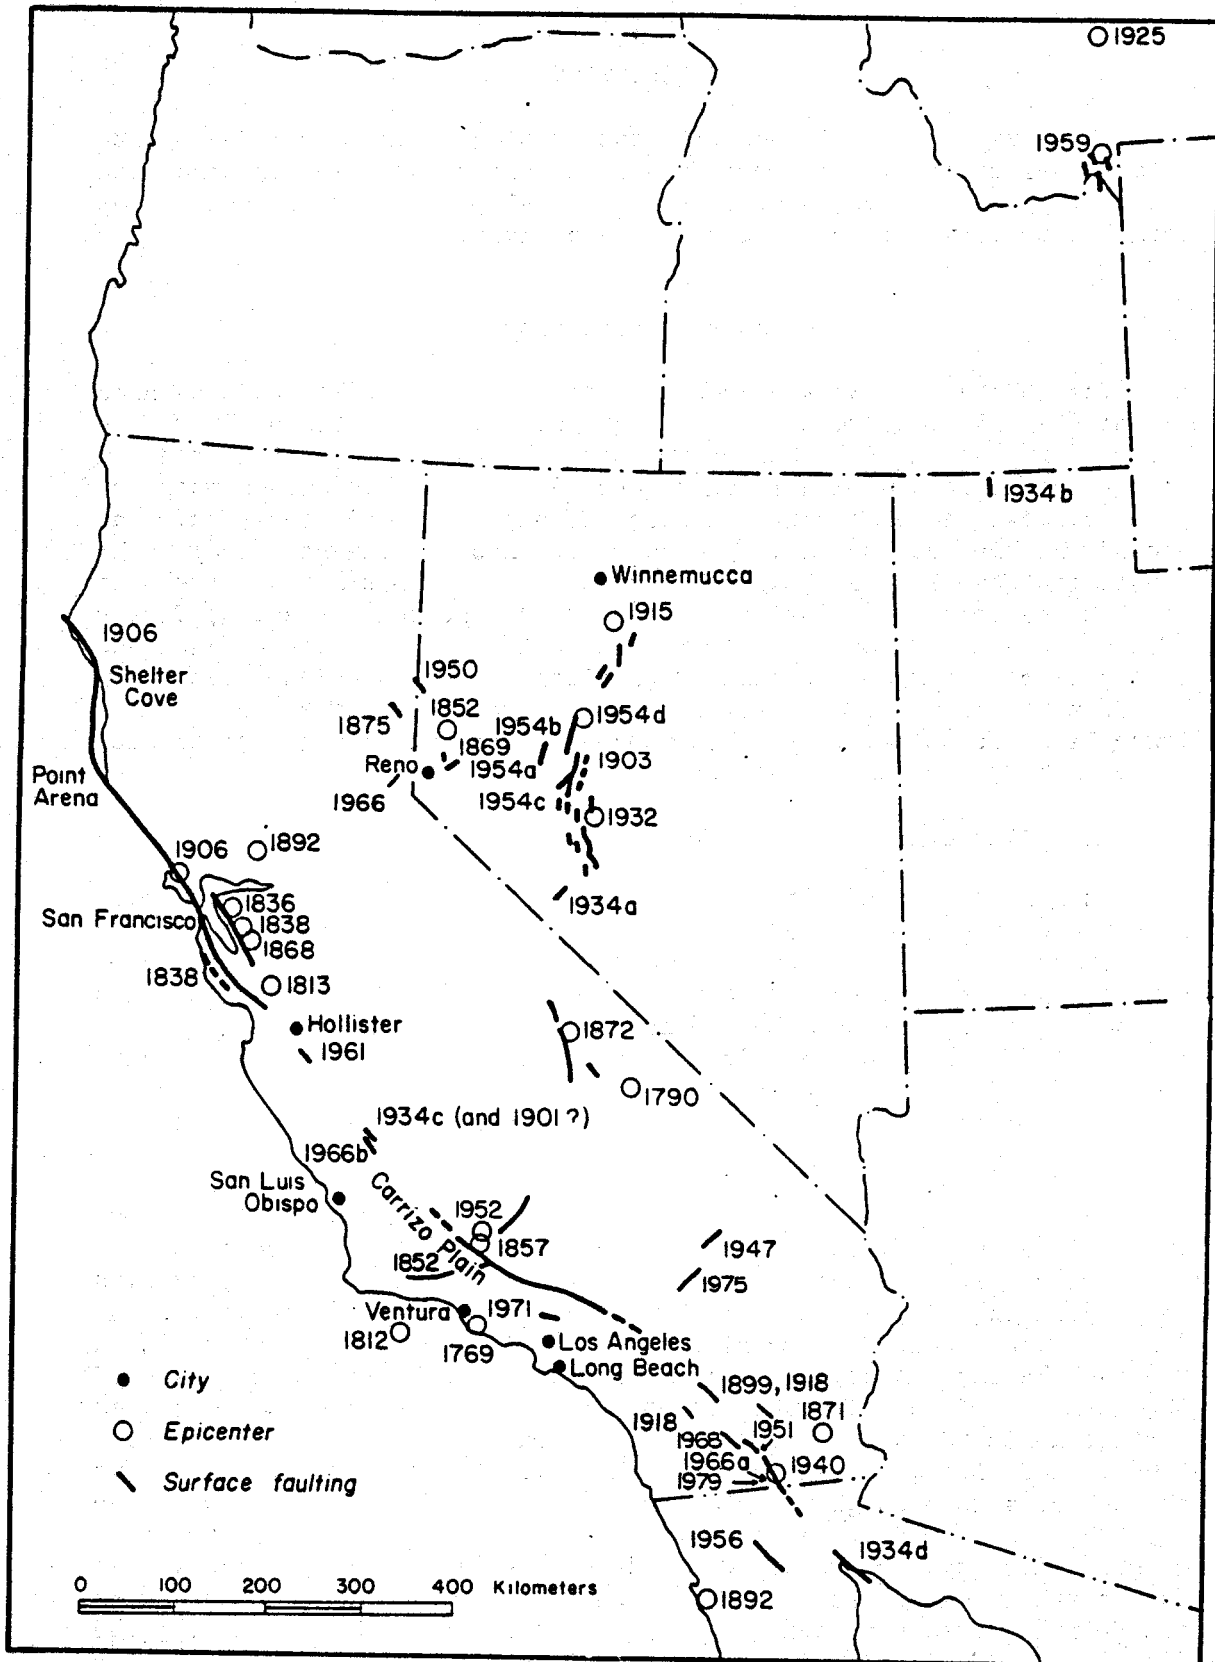 1925
1959
1934b
Winnemucca
1915
1906
Shelter
Cove
1950
1875
1852
1954b
1954d
1869
Reno
1954a
1903
Point
Arena
1966
1954c
1932
1906
1892
1836
1934a
San Francisco
1838
1868
1838
1813
Hollister
1872
1961
1790
1934c (and 1901?)
1966b
San Luis
Obispo
Carrizo Plain
1952
1857
1947
1852
1975
Ventura
1971
1812
1769
Los Angeles
Long Beach
City
1899, 1918
1918
1871
Epicenter
1951
1968
1966a
1940
1979
Surface faulting
1956
1934d
0 100 200 300 400 Kilometers
1892